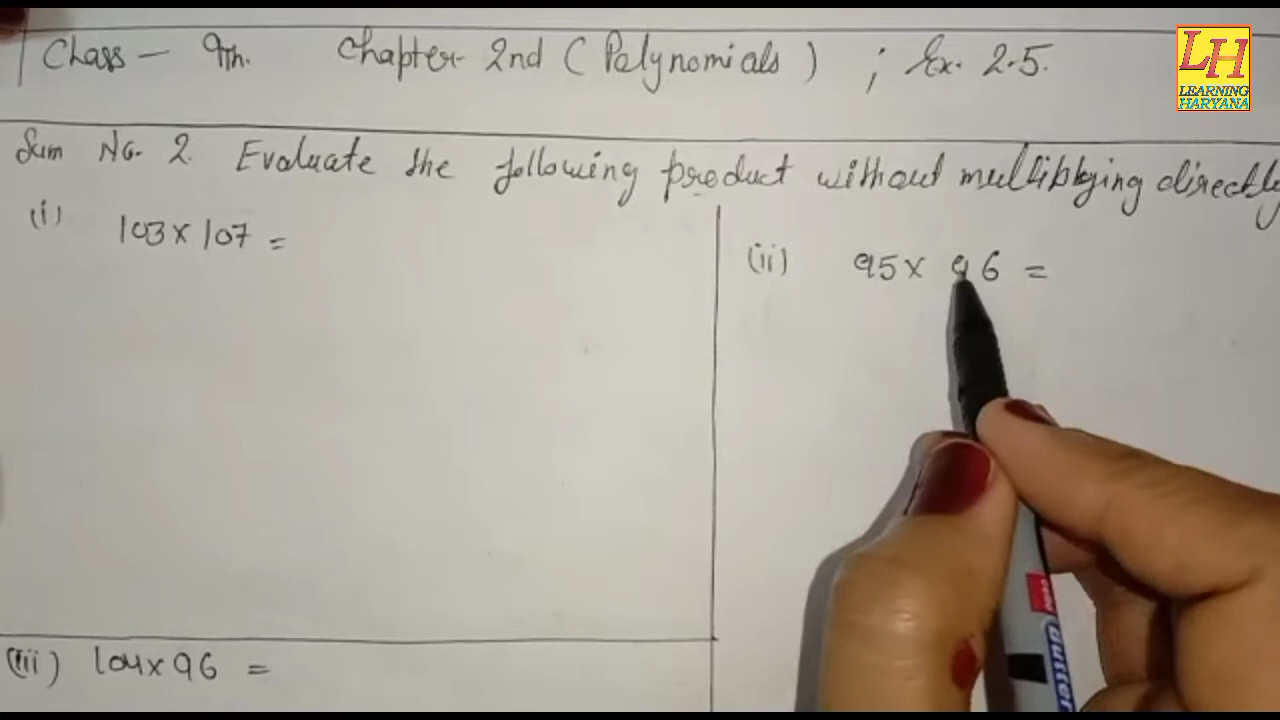 Class – 9th. Chapter 2nd (Polynomials) ; Ex. 2.5.
LH
LEARNING
HARYANA
Sum No. 2. Evaluate the following product without multiplying directly
(i) 103 × 107 =
(ii) 95 × 96 =
(iii) 104 × 96 =